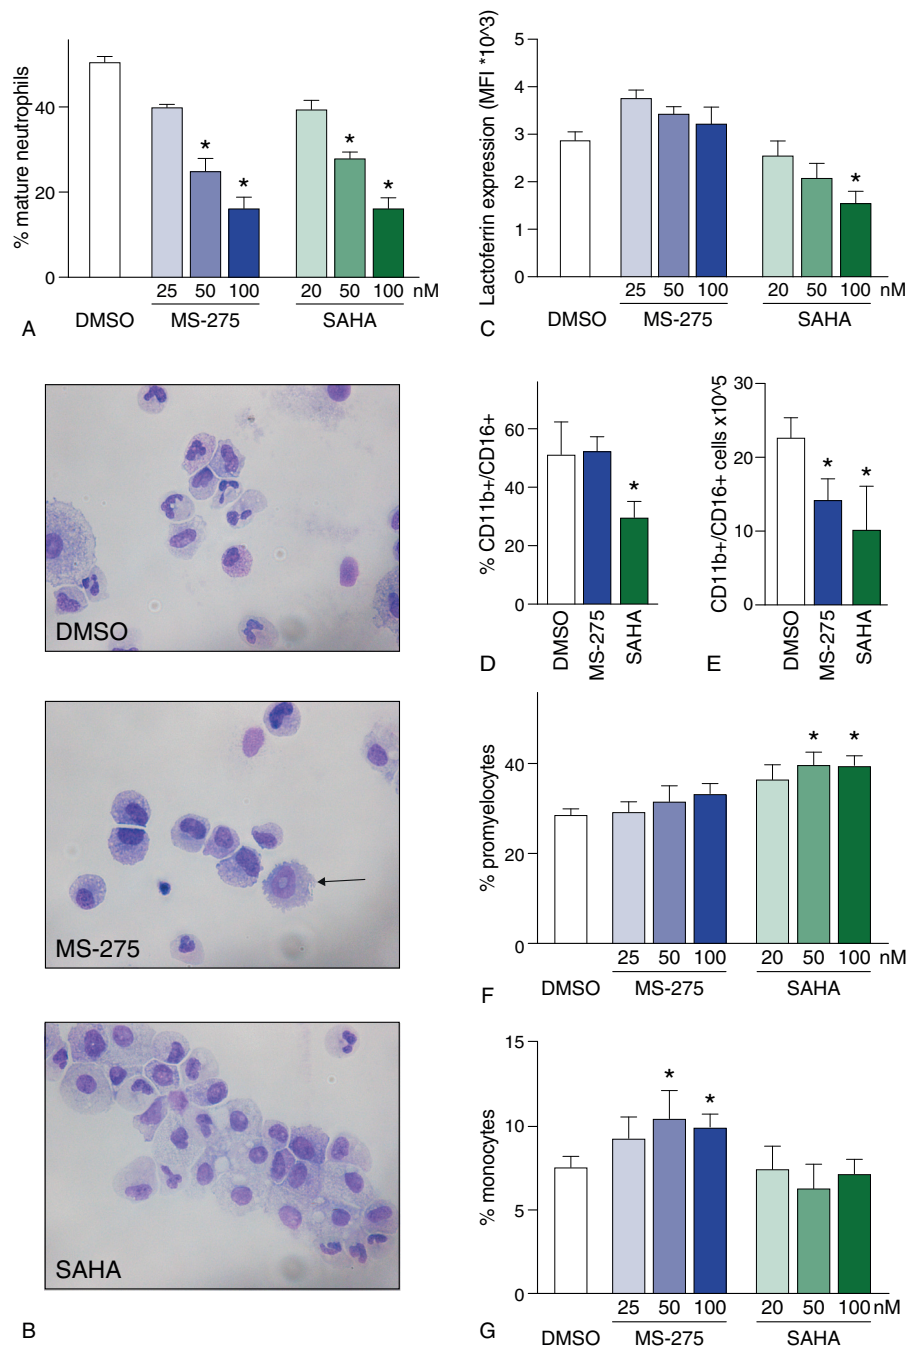 % mature neutrophils
40
20
0
* * * *
25 50 100 20 50 100 nM
DMSO MS-275 SAHA
A
Lactoferrin expression (MFI *10^3)
5
4
3
2
1
0
*
20 50 100 nM
25 50 100
DMSO MS-275 SAHA
C
DMSO
MS-275
SAHA
B
% CD11b+/CD16+
60
40
20
0
*
DMSO
MS-275
SAHA
D
CD11b+/CD16+ cells x10^5
30
20
10
0
* *
DMSO
MS-275
SAHA
E
% promyelocytes
40
20
0
* *
25 50 100 20 50 100 nM
DMSO MS-275 SAHA
F
% monocytes
15
10
5
0
* *
25 50 100 20 50 100 nM
DMSO MS-275 SAHA
G